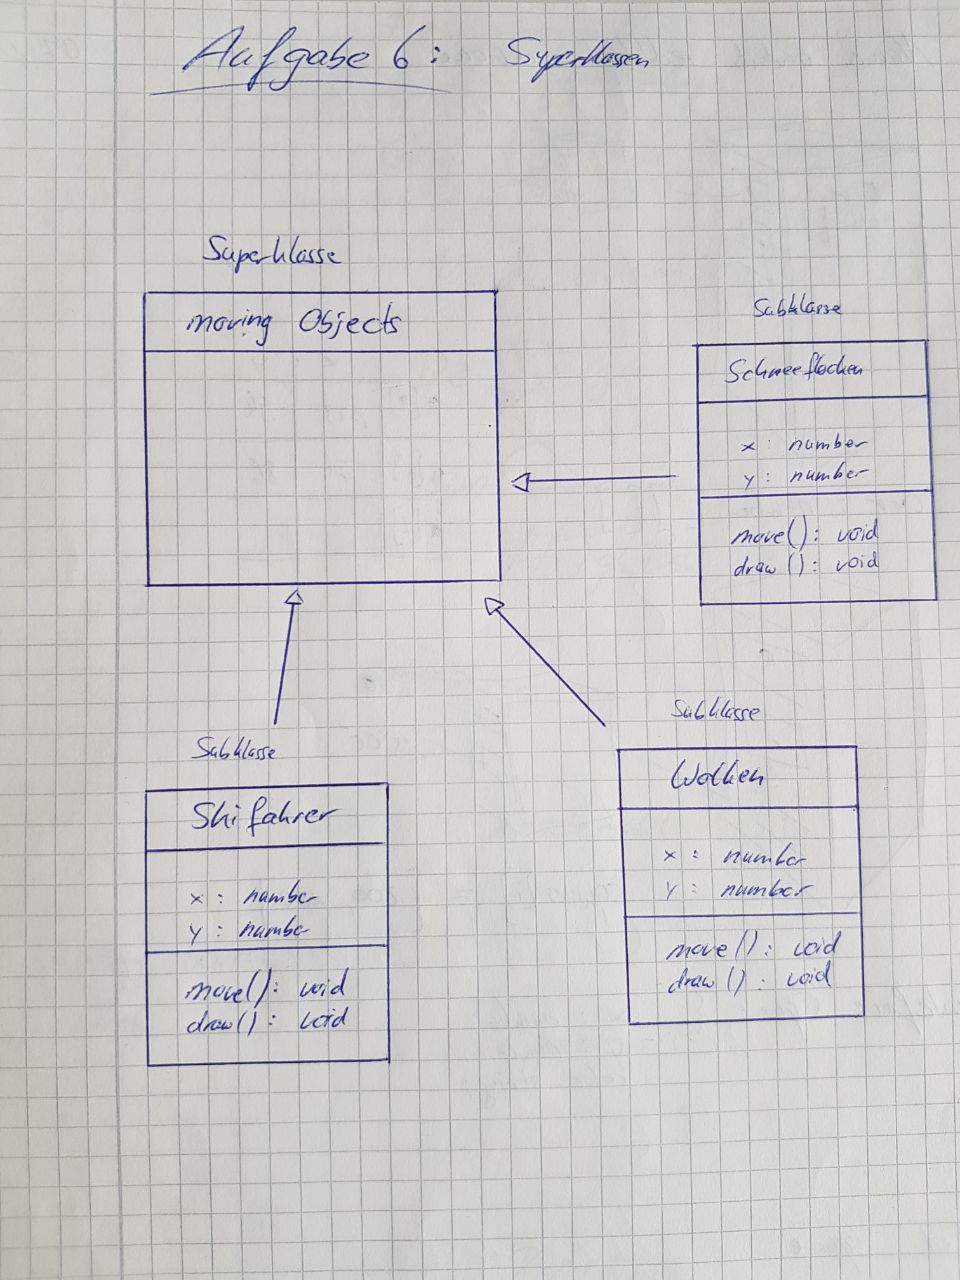 Aufgabe 6: Superklassen
Superklasse
moving Objects
Subklasse
Schneeflocken
x: number
y: number
move(): void
draw(): void
Subklasse
Skifahrer
x: number
y: number
move(): void
draw(): void
Subklasse
Wolken
x: number
y: number
move(): void
draw(): void